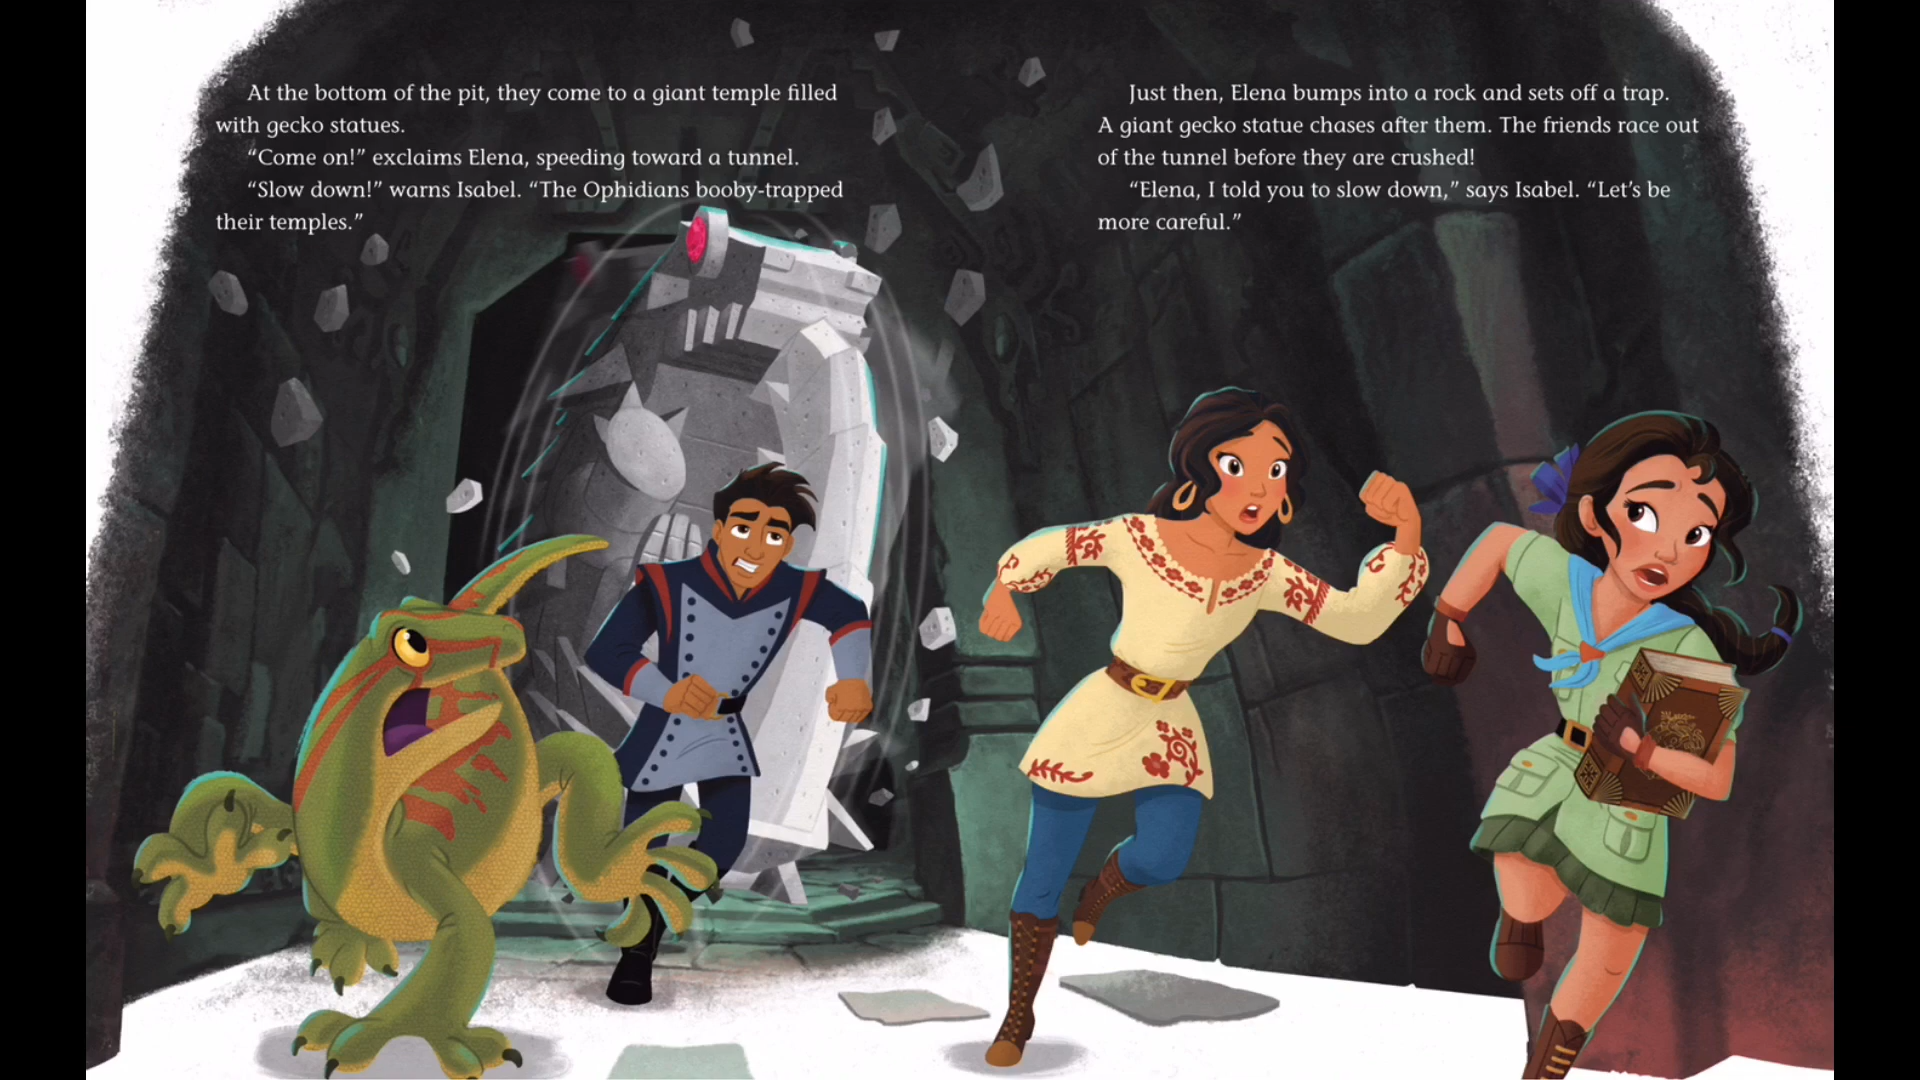 At the bottom of the pit, they come to a giant temple filled
with gecko statues.
“Come on!” exclaims Elena, speeding toward a tunnel.
“Slow down!” warns Isabel. “The Ophidians booby-trapped
their temples.”
Just then, Elena bumps into a rock and sets off a trap.
A giant gecko statue chases after them. The friends race out
of the tunnel before they are crushed!
“Elena, I told you to slow down,” says Isabel. “Let’s be
more careful.”